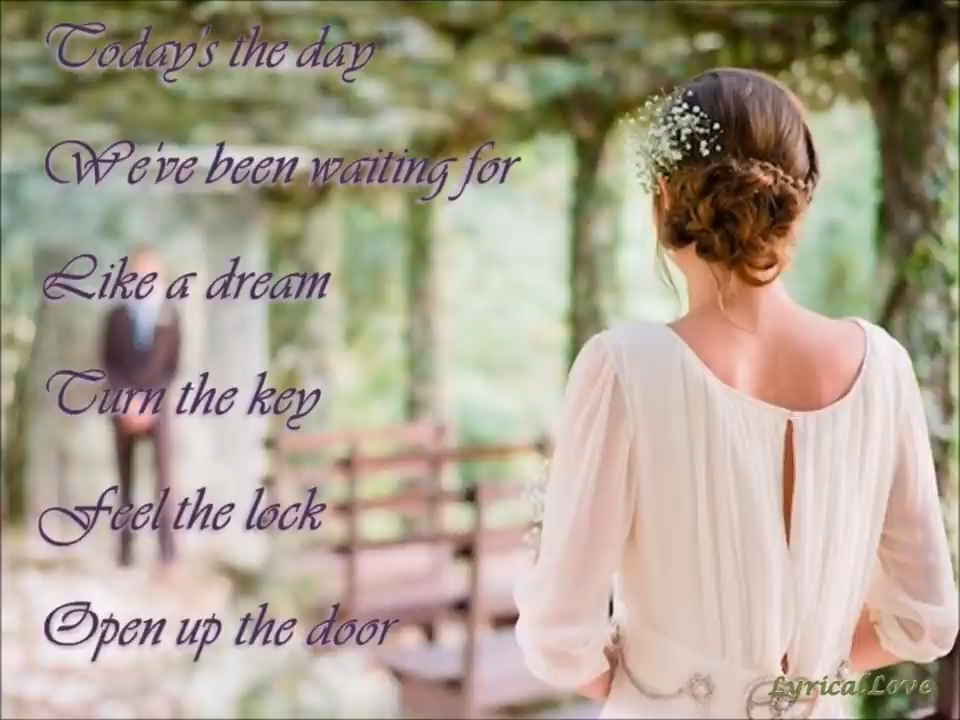 Today's the day
We've been waiting for
Like a dream
Turn the key
Feel the lock
Open up the door
LyricalLove